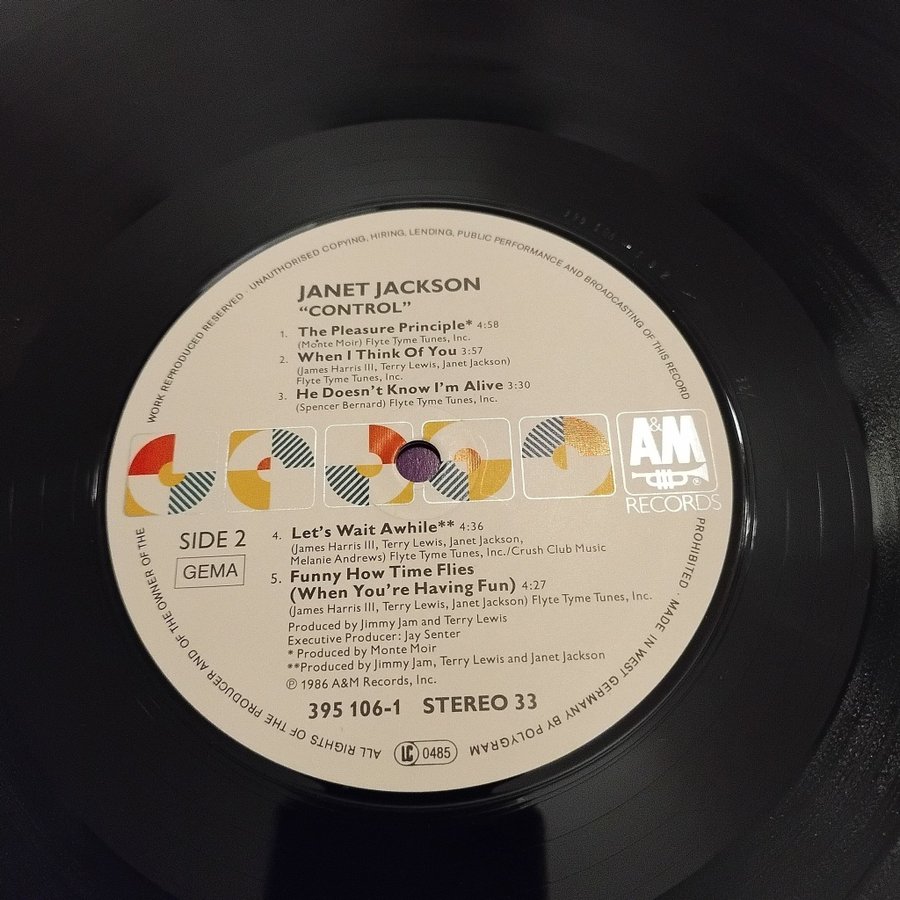 WORK REPRODUCED RESERVED · UNAUTHORISED COPYING, HIRING, LENDING, PUBLIC PERFORMANCE AND BROADCASTING OF THIS RECORD
JANET JACKSON
“CONTROL”
1. The Pleasure Principle* 4:58
(Monte Moir) Flyte Tyme Tunes, Inc.
2. When I Think Of You 3:57
(James Harris III, Terry Lewis, Janet Jackson)
Flyte Tyme Tunes, Inc.
3. He Doesn't Know I'm Alive 3:30
(Spencer Bernard) Flyte Tyme Tunes, Inc.
A&M
RECORDS
SIDE 2
GEMA
4. Let's Wait Awhile** 4:36
(James Harris III, Terry Lewis, Janet Jackson,
Melanie Andrews) Flyte Tyme Tunes, Inc./Crush Club Music
5. Funny How Time Flies
(When You're Having Fun) 4:27
(James Harris III, Terry Lewis, Janet Jackson) Flyte Tyme Tunes, Inc.
Produced by Jimmy Jam and Terry Lewis
Executive Producer: Jay Senter
* Produced by Monte Moir
**Produced by Jimmy Jam, Terry Lewis and Janet Jackson
℗ 1986 A&M Records, Inc.
395 106-1 STEREO 33
LC 0485
PROHIBITED · MADE IN WEST GERMANY BY POLYGRAM
ALL RIGHTS OF THE PRODUCER AND OF THE OWNER OF THE